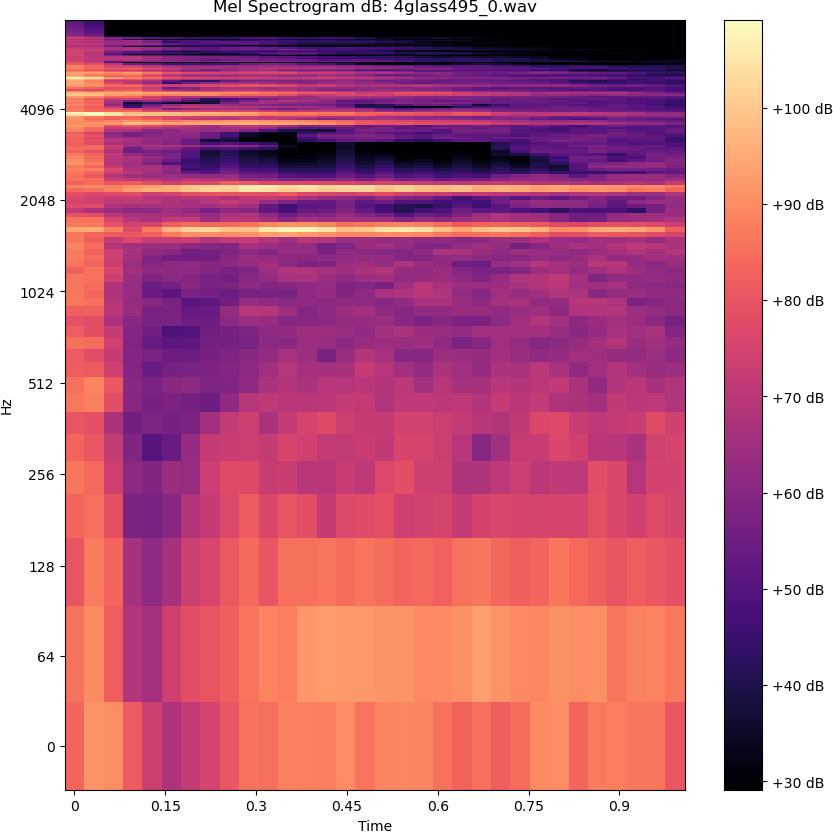 Mel Spectrogram dB: 4glass495_0.wav
4096
2048
1024
512
256
128
64
0
Hz
0
0.15
0.3
0.45
0.6
0.75
0.9
Time
+100 dB
+90 dB
+80 dB
+70 dB
+60 dB
+50 dB
+40 dB
+30 dB